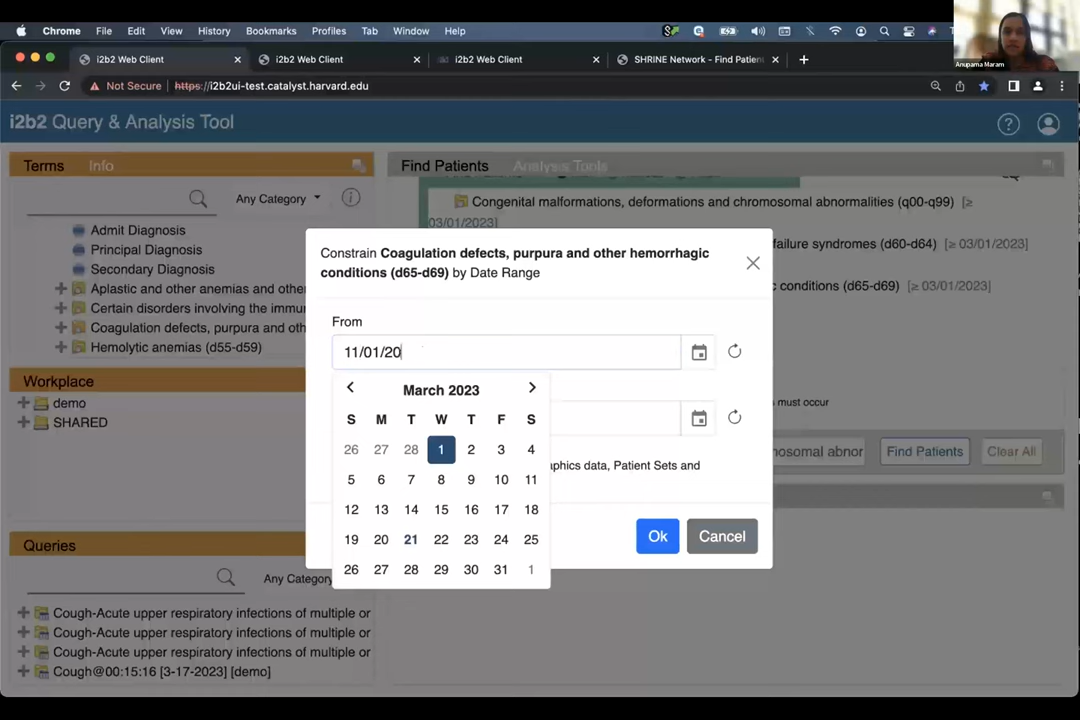 Chrome File Edit View History Bookmarks Profiles Tab Window Help
Anupama Maram
i2b2 Web Client
i2b2 Web Client
i2b2 Web Client
SHRINE Network - Find Patien
Not Secure https://i2b2ui-test.catalyst.harvard.edu
i2b2 Query & Analysis Tool
Terms Info
Any Category
Admit Diagnosis
Principal Diagnosis
Secondary Diagnosis
Aplastic and other anemias and othe
Certain disorders involving the immu
Coagulation defects, purpura and oth
Hemolytic anemias (d55-d59)
Workplace
demo
SHARED
Queries
Any Category
Cough-Acute upper respiratory infections of multiple or
Cough-Acute upper respiratory infections of multiple or
Cough-Acute upper respiratory infections of multiple or
Cough@00:15:16 [3-17-2023] [demo]
Find Patients Analysis Tools
Congenital malformations, deformations and chromosomal abnormalities (q00-q99) [≥
03/01/2023]
failure syndromes (d60-d64) [≥ 03/01/2023]
c conditions (d65-d69) [≥ 03/01/2023]
s must occur
nosomal abnor Find Patients Clear All
Constrain Coagulation defects, purpura and other hemorrhagic
conditions (d65-d69) by Date Range
From
11/01/20
March 2023
S M T W T F S
26 27 28 1 2 3 4
5 6 7 8 9 10 11
12 13 14 15 16 17 18
19 20 21 22 23 24 25
26 27 28 29 30 31 1
aphics data, Patient Sets and
Ok Cancel